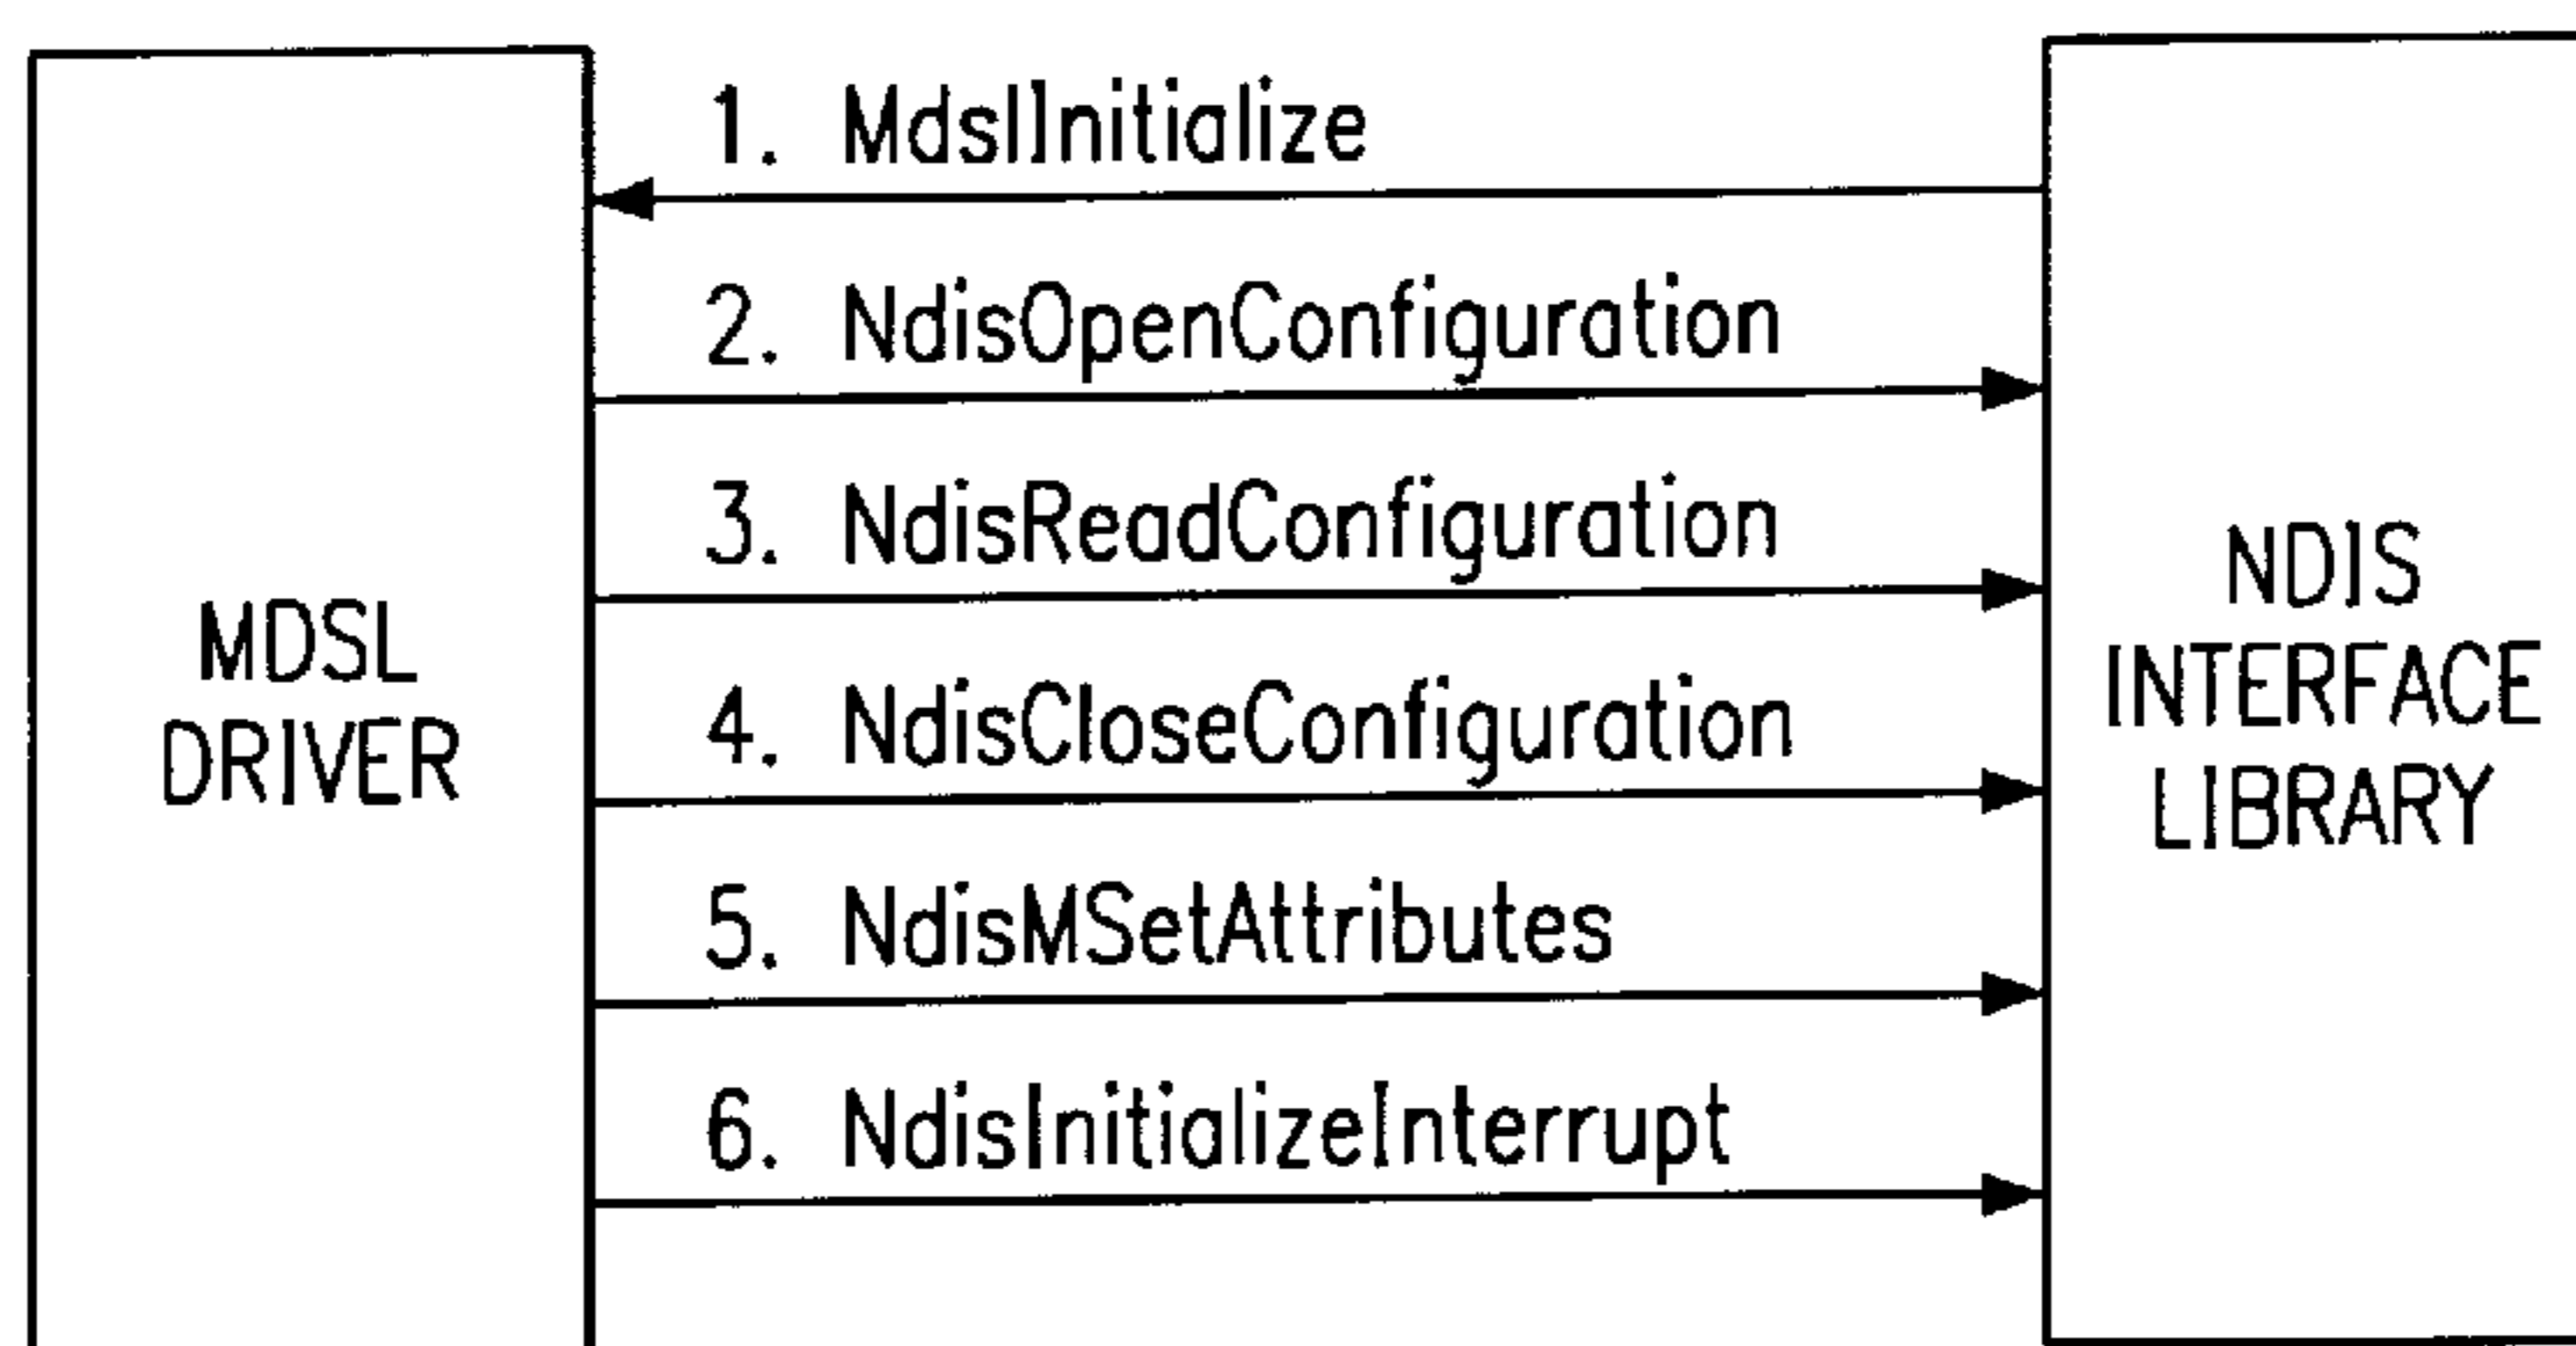 1. MdslInitialize
2. NdisOpenConfiguration
3. NdisReadConfiguration
4. NdisCloseConfiguration
5. NdisMSetAttributes
6. NdisInitializeInterrupt
MDSL
DRIVER
NDIS
INTERFACE
LIBRARY